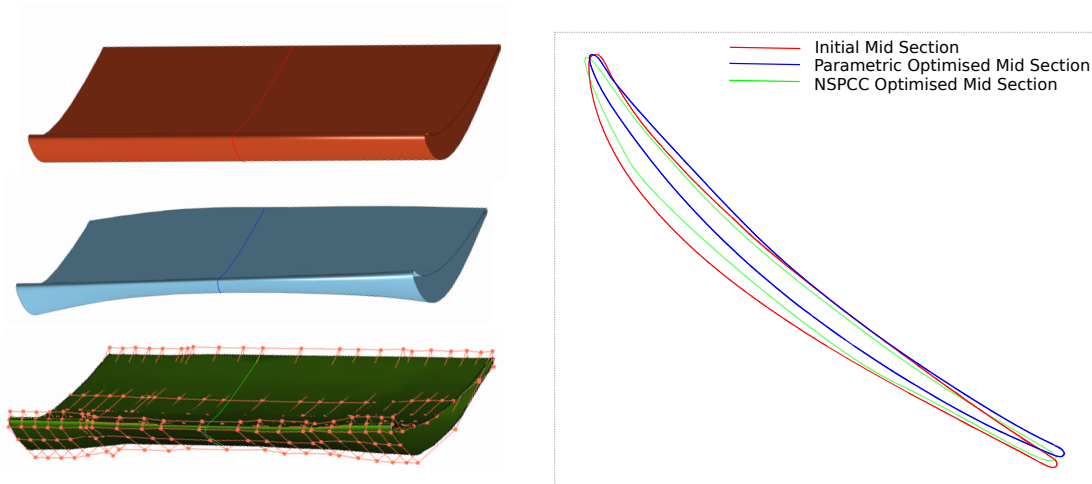 Initial Mid Section
Parametric Optimised Mid Section
NSPCC Optimised Mid Section